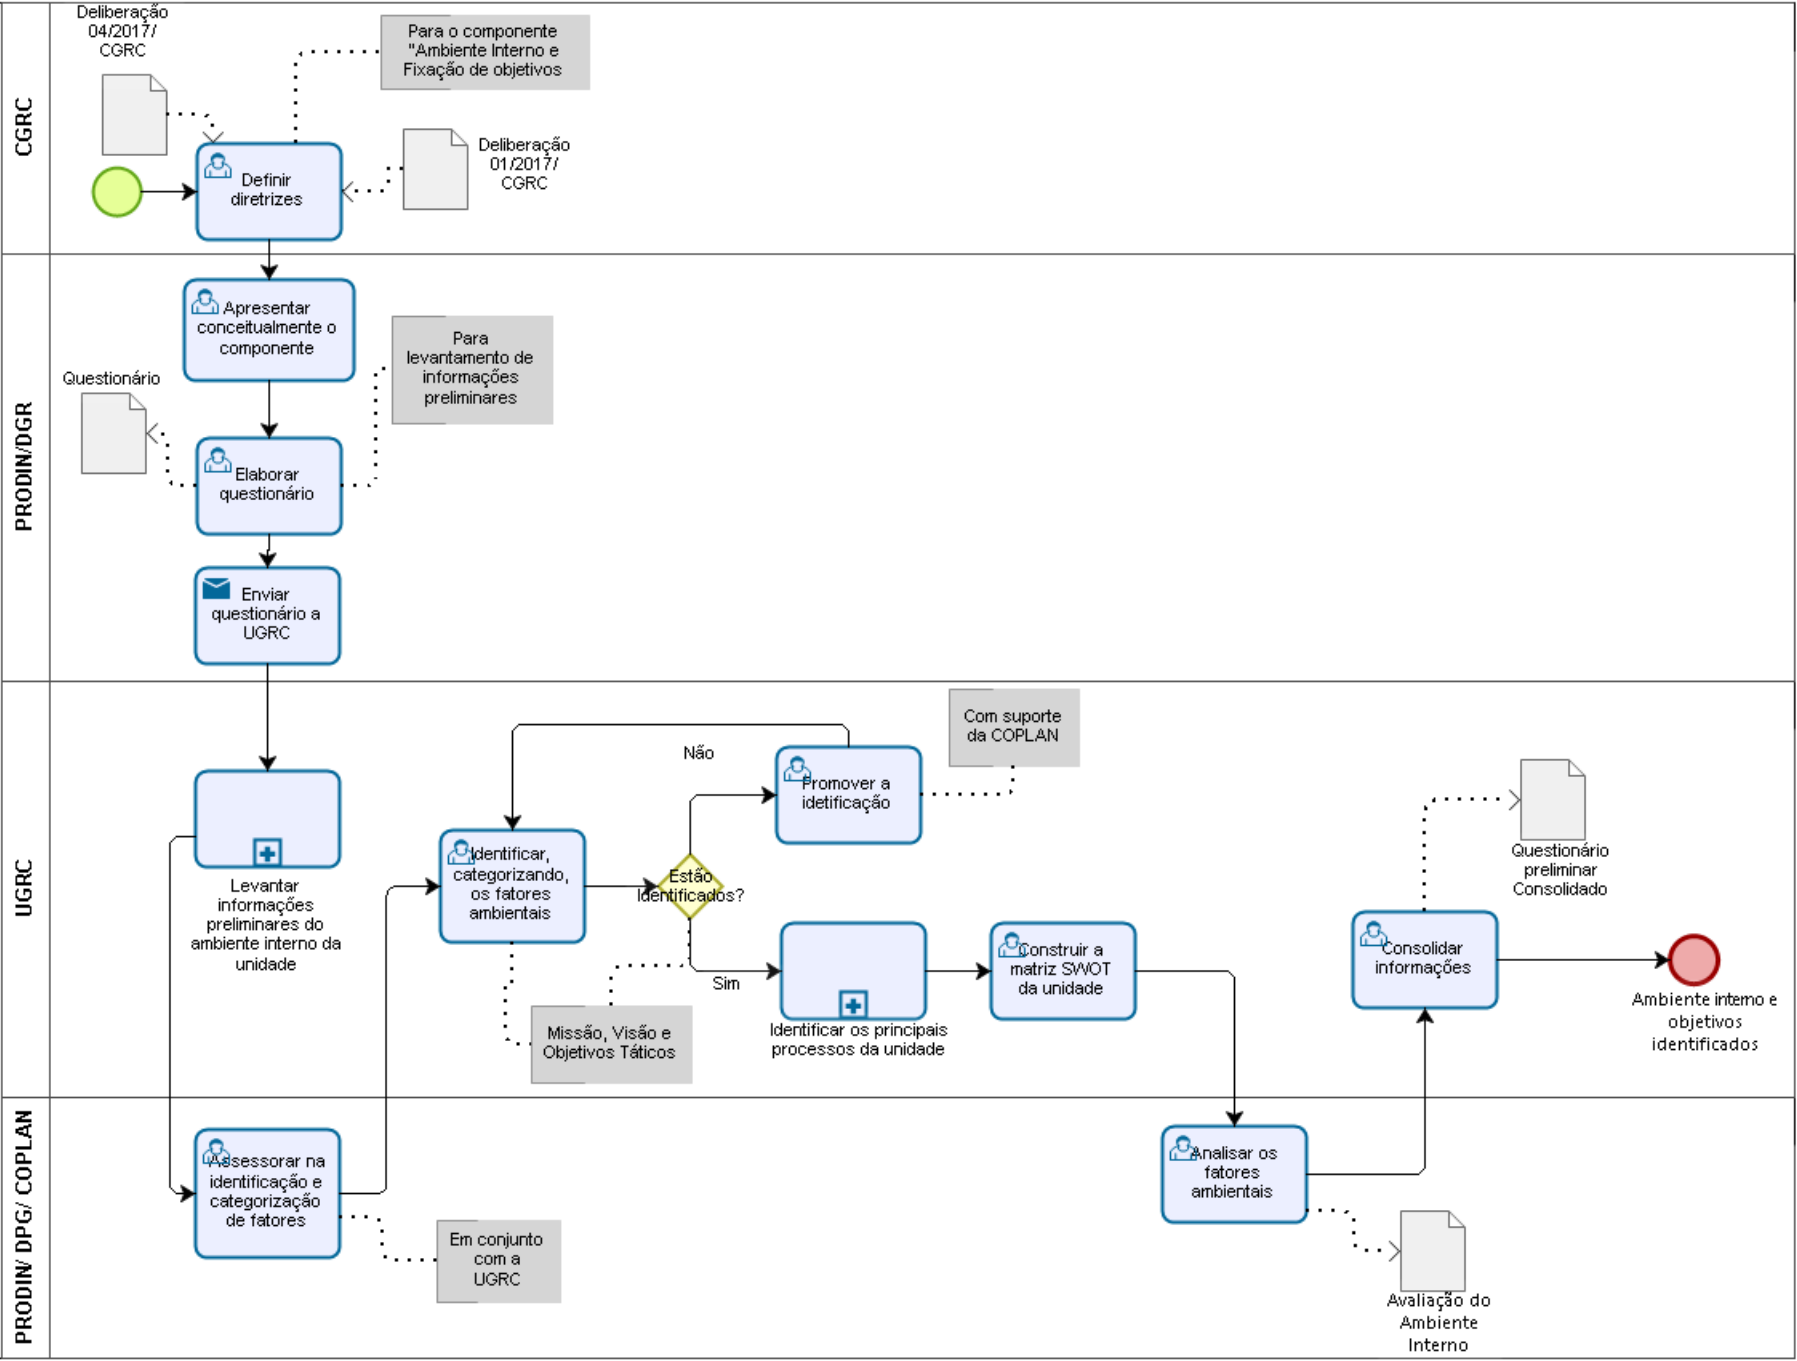 CGRC
Deliberação
04/2017/
CGRC
Para o componente
"Ambiente Interno e
Fixação de objetivos
Deliberação
01/2017/
CGRC
Definir
diretrizes
PRODIN/DGR
Apresentar
conceitualmente o
componente
Para
levantamento de
informações
preliminares
Questionário
Elaborar
questionário
Enviar
questionário a
UGRC
UGRC
Levantar
informações
preliminares do
ambiente interno da
unidade
Identificar,
categorizando,
os fatores
ambientais
Estão
Identificados?
Não
Promover a
idetificação
Com suporte
da COPLAN
Sim
Missão, Visão e
Objetivos Táticos
Identificar os principais
processos da unidade
Construir a
matriz SWOT
da unidade
Questionário
preliminar
Consolidado
Consolidar
informações
Ambiente interno e
objetivos
identificados
PRODIN/ DPG/ COPLAN
Assessorar na
identificação e
categorização
de fatores
Em conjunto
com a
UGRC
Analisar os
fatores
ambientais
Avaliação do
Ambiente
Interno